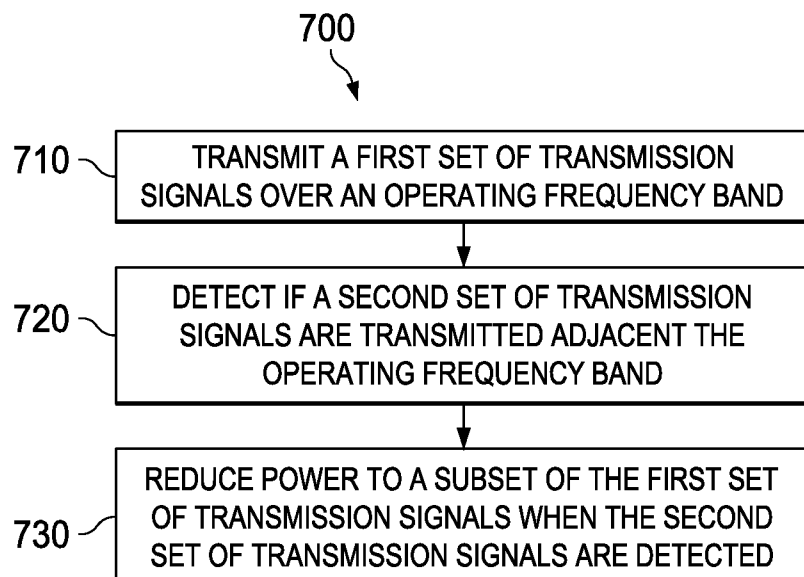 700
710
TRANSMIT A FIRST SET OF TRANSMISSION
SIGNALS OVER AN OPERATING FREQUENCY BAND
720
DETECT IF A SECOND SET OF TRANSMISSION
SIGNALS ARE TRANSMITTED ADJACENT THE
OPERATING FREQUENCY BAND
730
REDUCE POWER TO A SUBSET OF THE FIRST SET
OF TRANSMISSION SIGNALS WHEN THE SECOND
SET OF TRANSMISSION SIGNALS ARE DETECTED